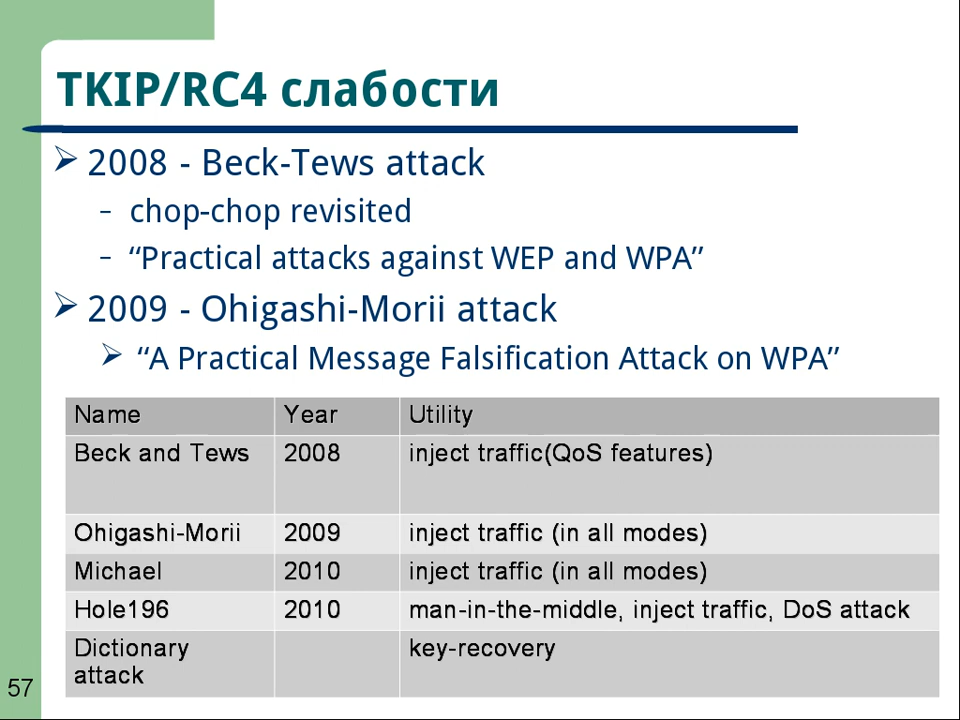 TKIP/RC4 слабости
2008 - Beck-Tews attack
chop-chop revisited
“Practical attacks against WEP and WPA”
2009 - Ohigashi-Morii attack
“A Practical Message Falsification Attack on WPA”
Name Year Utility
Beck and Tews 2008 inject traffic(QoS features)
Ohigashi-Morii 2009 inject traffic (in all modes)
Michael 2010 inject traffic (in all modes)
Hole196 2010 man-in-the-middle, inject traffic, DoS attack
Dictionary key-recovery
attack
57